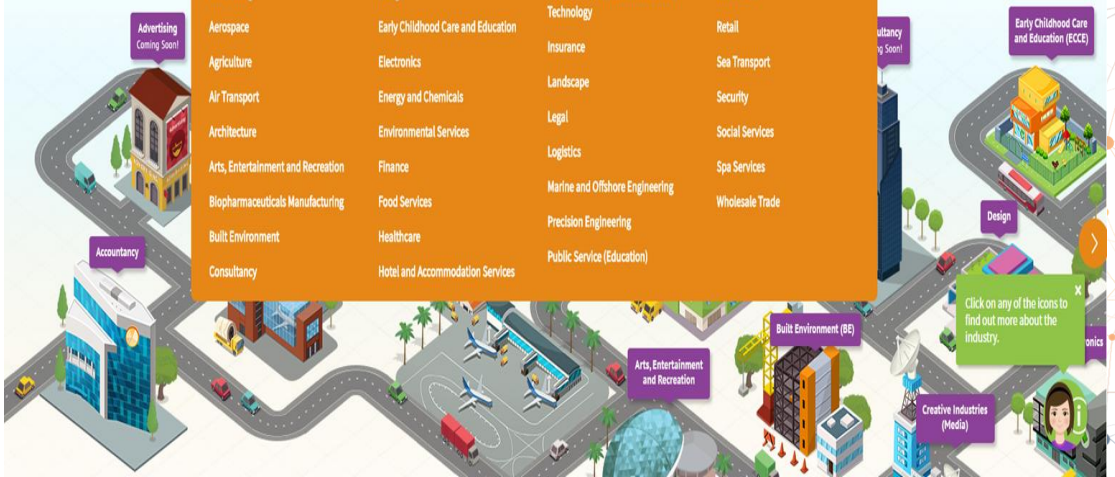 Advertising
Coming Soon!
Aerospace
Agriculture
Air Transport
Architecture
Arts, Entertainment and Recreation
Biopharmaceuticals Manufacturing
Built Environment
Consultancy
Early Childhood Care and Education
Electronics
Energy and Chemicals
Environmental Services
Finance
Food Services
Healthcare
Hotel and Accommodation Services
Technology
Insurance
Landscape
Legal
Logistics
Marine and Offshore Engineering
Precision Engineering
Public Service (Education)
Retail
Sea Transport
Security
Social Services
Spa Services
Wholesale Trade
Early Childhood Care
and Education (ECCE)
Accountancy
Design
Click on any of the icons to
find out more about the
industry.
Built Environment (BE)
Arts, Entertainment
and Recreation
Creative Industries
(Media)